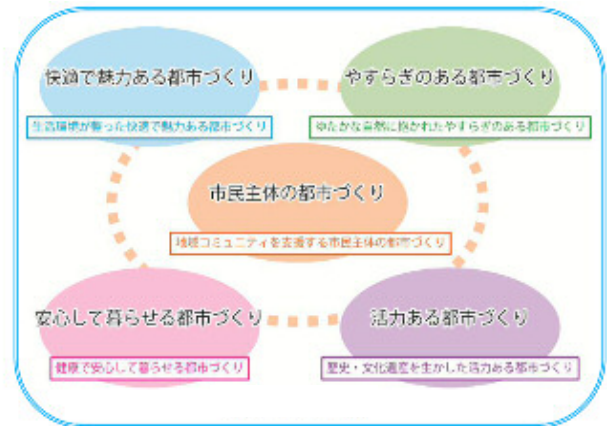 快適で魅力ある都市づくり
生活環境が整った快適で魅力ある都市づくり
やすらぎのある都市づくり
ゆたかな自然に抱かれたやすらぎのある都市づくり
市民主体の都市づくり
地域コミュニティを支援する市民主体の都市づくり
安心して暮らせる都市づくり
健康で安心して暮らせる都市づくり
活力ある都市づくり
歴史・文化遺産を生かした活力ある都市づくり